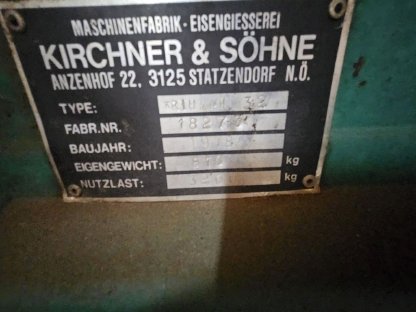 MASCHINENFABRIK - EISENGIESSEREI
KIRCHNER & SÖHNE
ANZENHOF 22, 3125 STATZENDORF N.Ö.
TYPE:
FABR.NR.
BAUJAHR:
EIGENGEWICHT: kg
NUTZLAST: kg